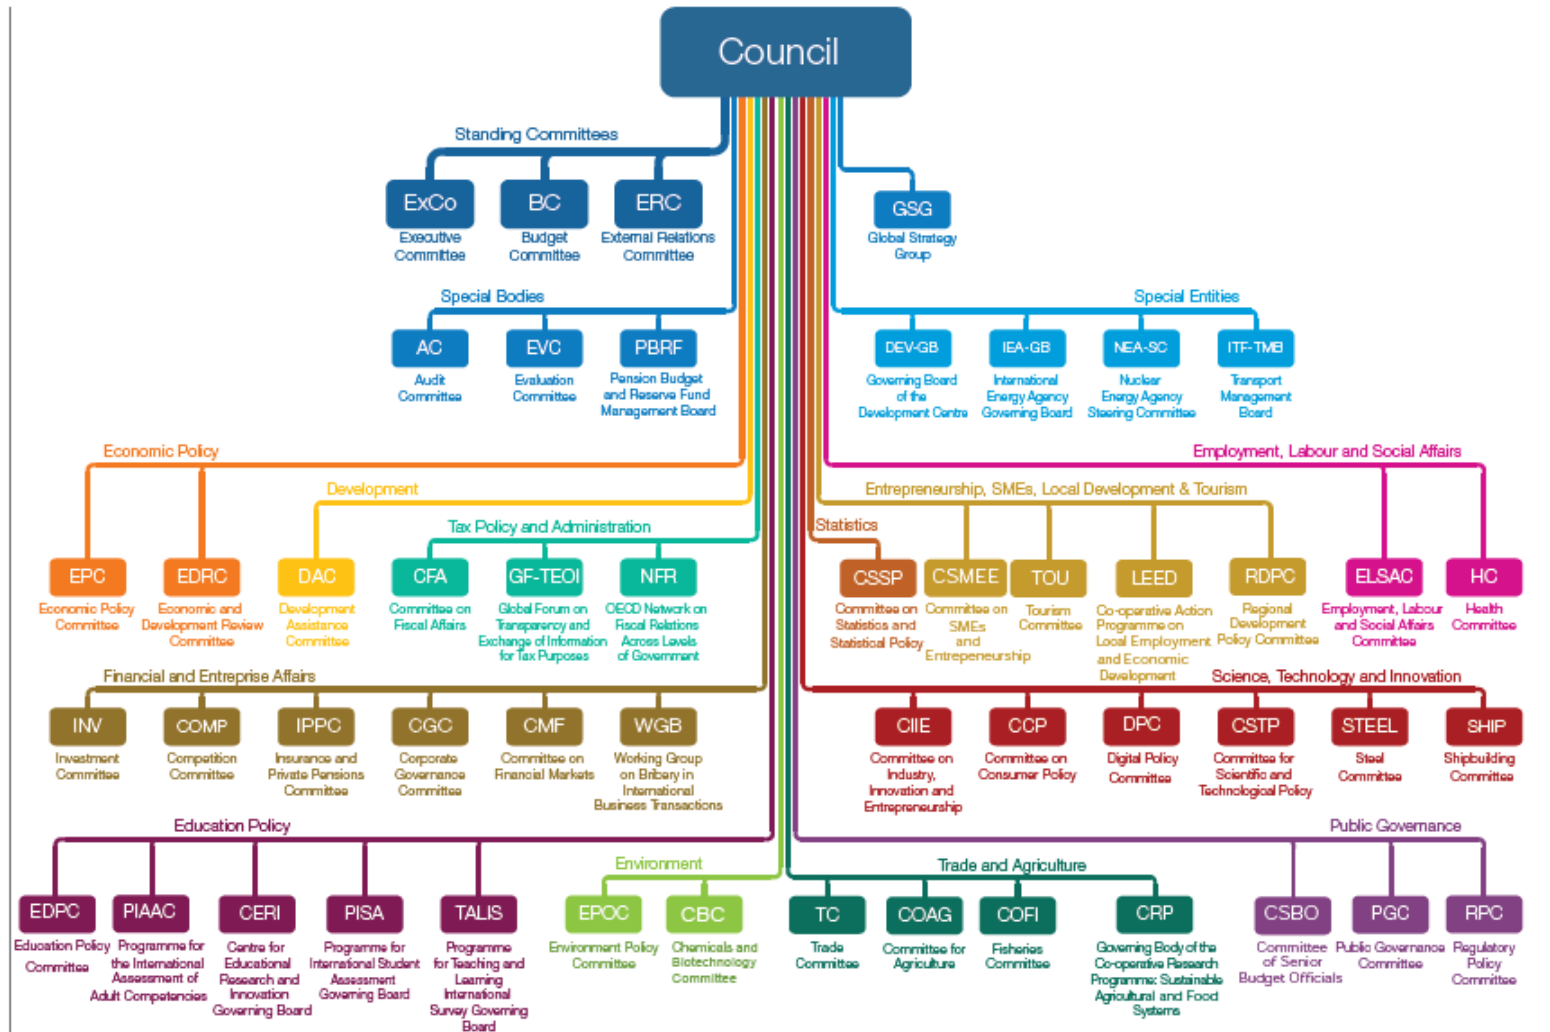 Council
Standing Committees
ExCo
Executive
Committee
BC
Budget
Committee
ERC
External Relations
Committee
GSG
Global Strategy
Group
Special Bodies
AC
Audit
Committee
EVC
Evaluation
Committee
PBRF
Pension Budget
and Reserve Fund
Management Board
Special Entities
DEV-GB
Governing Board
of the
Development Centre
IEA-GB
International
Energy Agency
Governing Board
NEA-SC
Nuclear
Energy Agency
Steering Committee
ITF-TMB
Transport
Management
Board
Economic Policy
EPC
Economic Policy
Committee
EDRC
Economic and
Development Review
Committee
Development
DAC
Development
Assistance
Committee
Tax Policy and Administration
CFA
Committee on
Fiscal Affairs
GF-TEOI
Global Forum on
Transparency and
Exchange of Information
for Tax Purposes
NFR
OECD Network on
Fiscal Relations
Across Levels
of Government
Statistics
CSSP
Committee on
Statistics and
Statistical Policy
Entrepreneurship, SMEs, Local Development & Tourism
CSMEE
Committee on
SMEs
and
Entrepeneurship
TOU
Tourism
Committee
LEED
Co-operative Action
Programme on
Local Employment
and Economic
Development
RDPC
Regional
Development
Policy Committee
Employment, Labour and Social Affairs
ELSAC
Employment, Labour
and Social Affairs
Committee
HC
Health
Committee
Financial and Entreprise Affairs
INV
Investment
Committee
COMP
Competition
Committee
IPPC
Insurance and
Private Pensions
Committee
CGC
Corporate
Governance
Committee
CMF
Committee on
Financial Markets
WGB
Working Group
on Bribery in
International
Business Transactions
Science, Technology and Innovation
CIIE
Committee on
Industry,
Innovation and
Entrepreneurship
CCP
Committee on
Consumer Policy
DPC
Digital Policy
Committee
CSTP
Committee for
Scientific and
Technological Policy
STEEL
Steel
Committee
SHIP
Shipbuilding
Committee
Education Policy
EDPC
Education Policy
Committee
PIAAC
Programme for
the International
Assessment of
Adult Competencies
CERI
Centre for
Educational
Research and
Innovation
Governing Board
PISA
Programme for
International Student
Assessment
Governing Board
TALIS
Programme
for Teaching and
Learning
International
Survey Governing
Board
Environment
EPOC
Environment Policy
Committee
CBC
Chemicals and
Biotechnology
Committee
Trade and Agriculture
TC
Trade
Committee
COAG
Committee for
Agriculture
COFI
Fisheries
Committee
CRP
Governing Body of the
Co-operative Research
Programme: Sustainable
Agricultural and Food
Systems
Public Governance
CSBO
Committee
of Senior
Budget Officials
PGC
Public Governance
Committee
RPC
Regulatory
Policy
Committee